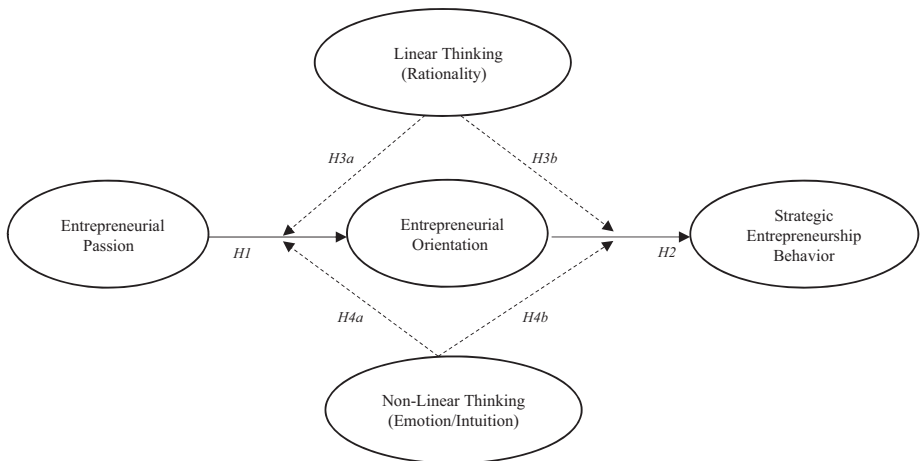 Linear Thinking
(Rationality)
H3a
H3b
Entrepreneurial
Passion
H1
Entrepreneurial
Orientation
H2
Strategic
Entrepreneurship
Behavior
H4a
H4b
Non-Linear Thinking
(Emotion/Intuition)